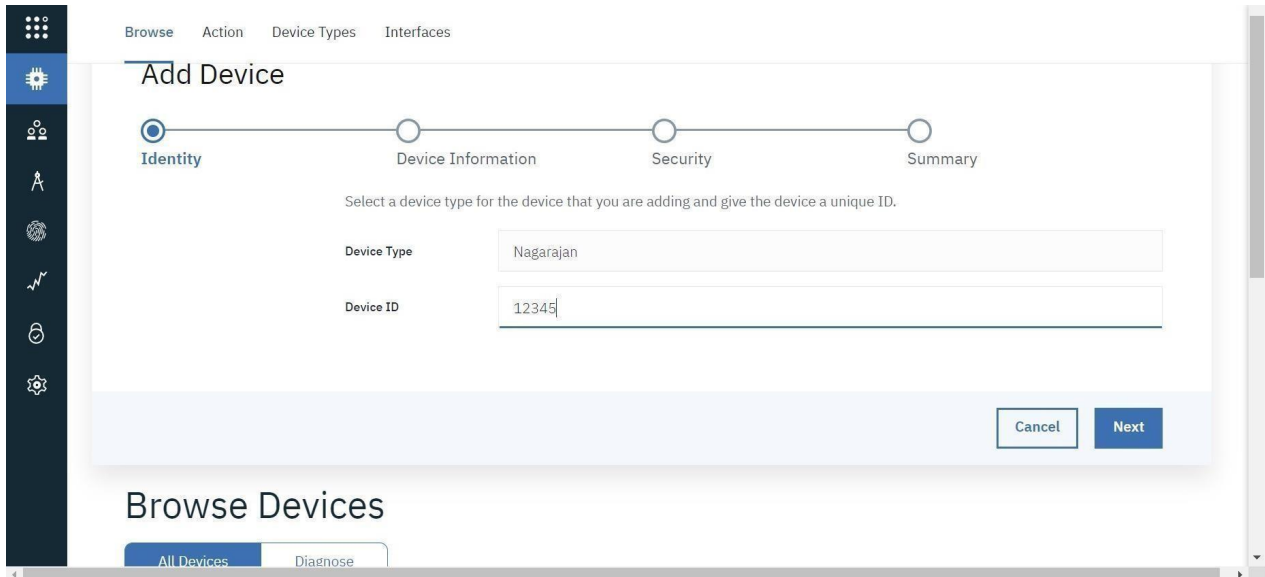 Browse Action Device Types Interfaces
Add Device
Identity Device Information Security Summary
Select a device type for the device that you are adding and give the device a unique ID.
Device Type Nagarajan
Device ID 12345
Cancel Next
Browse Devices
All Devices Diagnose